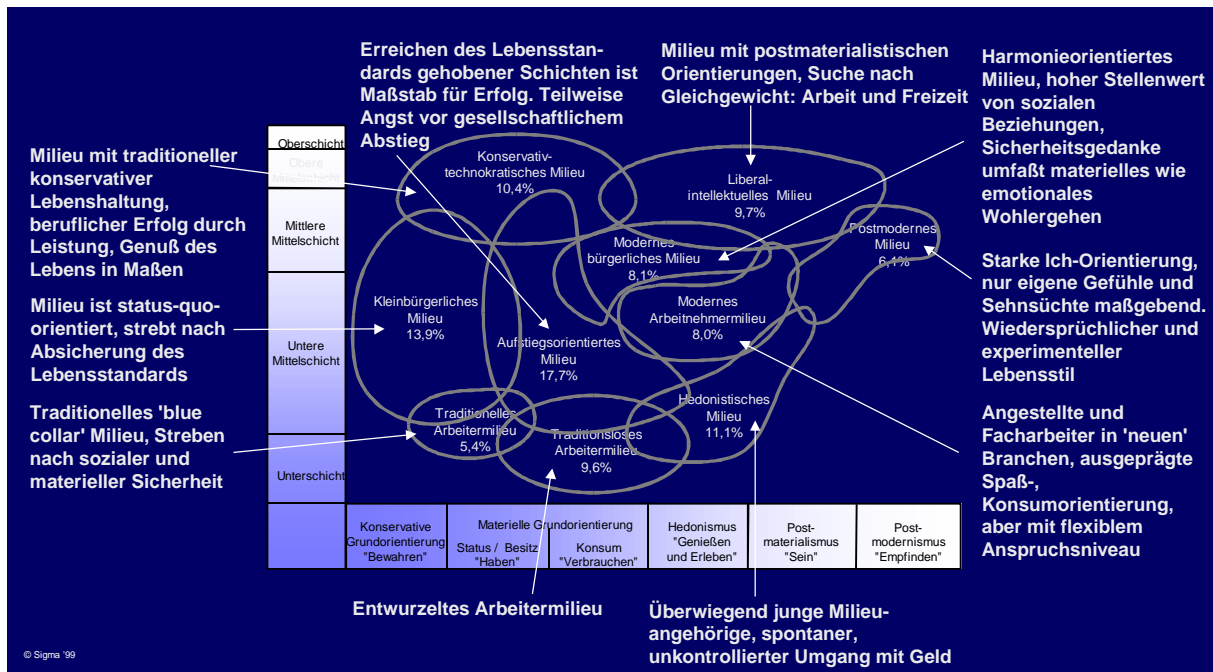 Erreichen des Lebensstan-
dards gehobener Schichten ist
Maßstab für Erfolg. Teilweise
Angst vor gesellschaftlichem
Abstieg
Milieu mit postmaterialistischen
Orientierungen, Suche nach
Gleichgewicht: Arbeit und Freizeit
Harmonieorientiertes
Milieu, hoher Stellenwert
von sozialen
Beziehungen,
Sicherheitsgedanke
umfaßt materielles wie
emotionales
Wohlergehen
Milieu mit traditioneller
konservativer
Lebenshaltung,
beruflicher Erfolg durch
Leistung, Genuß des
Lebens in Maßen
Milieu ist status-quo-
orientiert, strebt nach
Absicherung des
Lebensstandards
Traditionelles 'blue
collar' Milieu, Streben
nach sozialer und
materieller Sicherheit
Oberschicht
Obere
Mittelschicht
Mittlere
Mittelschicht
Untere
Mittelschicht
Unterschicht
Konservativ-
technokratisches Milieu
10,4%
Liberal-
intellektuelles Milieu
9,7%
Postmodernes
Milieu
6,1%
Modernes
bürgerliches Milieu
8,1%
Kleinbürgerliches
Milieu
13,9%
Modernes
Arbeitnehmermilieu
8,0%
Aufstiegsorientiertes
Milieu
17,7%
Traditionelles
Arbeitermilieu
5,4%
Traditionsloses
Arbeitermilieu
9,6%
Hedonistisches
Milieu
11,1%
Starke Ich-Orientierung,
nur eigene Gefühle und
Sehnsüchte maßgebend.
Wiedersprüchlicher und
experimenteller
Lebensstil
Angestellte und
Facharbeiter in 'neuen'
Branchen, ausgeprägte
Spaß-,
Konsumorientierung,
aber mit flexiblem
Anspruchsniveau
Konservative
Grundorientierung
"Bewahren"
Materielle Grundorientierung
Status / Besitz
"Haben"
Konsum
"Verbrauchen"
Hedonismus
"Genießen
und Erleben"
Post-
materialismus
"Sein"
Post-
modernismus
"Empfinden"
Entwurzeltes Arbeitermilieu
Überwiegend junge Milieu-
angehörige, spontaner,
unkontrollierter Umgang mit Geld
© Sigma '99